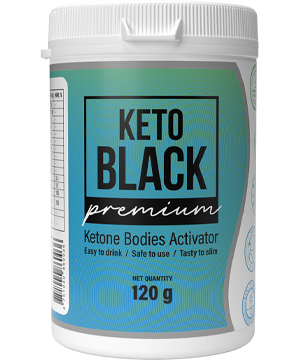 KETO
BLACK
premium
Ketone Bodies Activator
Easy to drink / Safe to use / Tasty to slim
NET QUANTITY
120 g